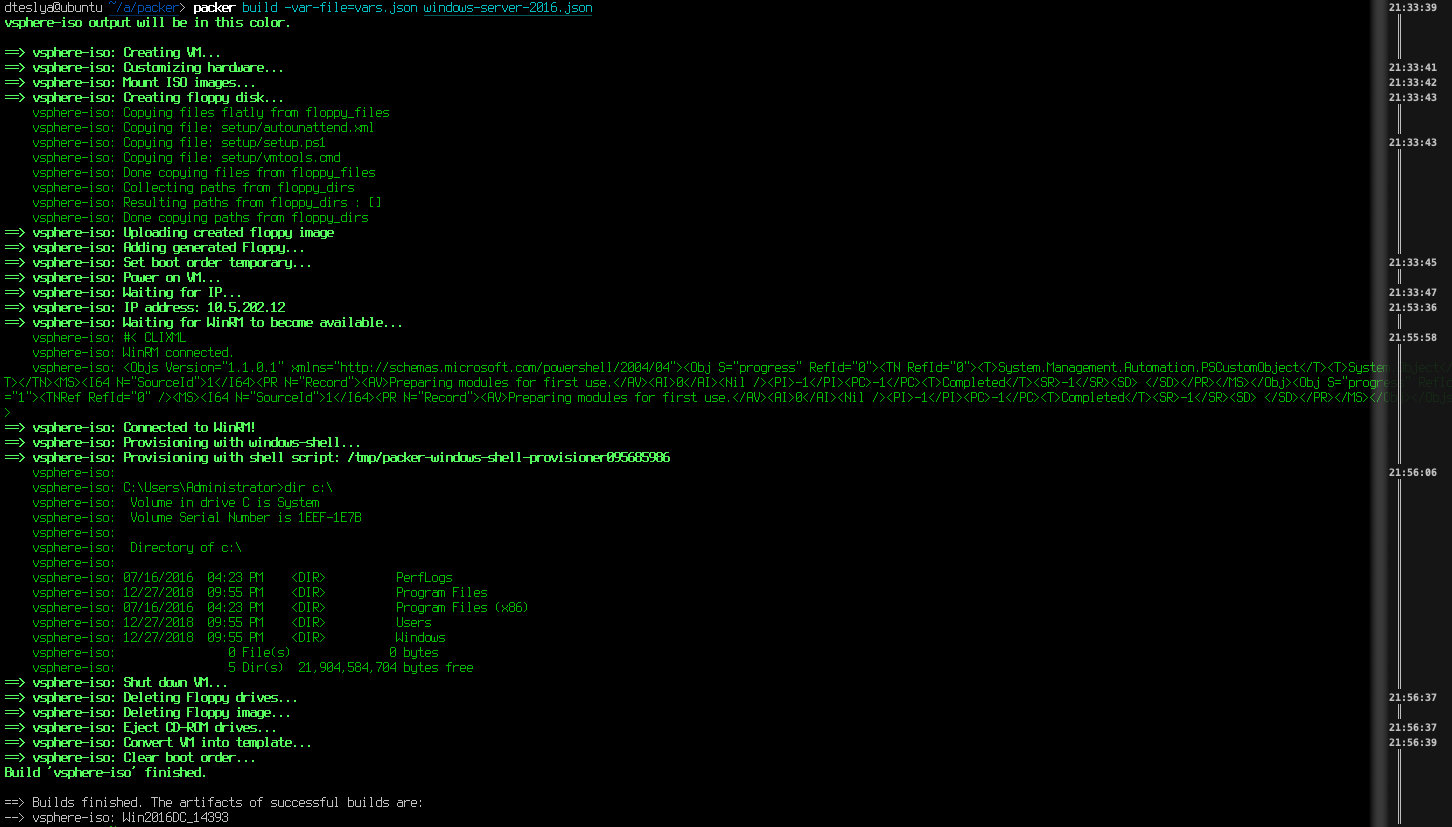 dteslya@ubuntu ~/a/packer> packer build -var-file=vars.json windows-server-2016.json 21:33:39
vsphere-iso output will be in this color.
==> vsphere-iso: Creating VM...
==> vsphere-iso: Customizing hardware... 21:33:41
==> vsphere-iso: Mount ISO images... 21:33:42
==> vsphere-iso: Creating floppy disk... 21:33:43
vsphere-iso: Copying files flatly from floppy_files
vsphere-iso: Copying file: setup/autounattend.xml
vsphere-iso: Copying file: setup/setup.ps1 21:33:43
vsphere-iso: Copying file: setup/vmtools.cmd
vsphere-iso: Done copying files from floppy_files
vsphere-iso: Collecting paths from floppy_dirs
vsphere-iso: Resulting paths from floppy_dirs : []
vsphere-iso: Done copying paths from floppy_dirs
==> vsphere-iso: Uploading created floppy image
==> vsphere-iso: Adding generated Floppy...
==> vsphere-iso: Set boot order temporary... 21:33:45
==> vsphere-iso: Power on VM...
==> vsphere-iso: Waiting for IP... 21:33:47
==> vsphere-iso: IP address: 10.5.202.12 21:53:36
==> vsphere-iso: Waiting for WinRM to become available...
vsphere-iso: #< CLIXML 21:55:58
vsphere-iso: WinRM connected.
vsphere-iso: <Objs Version="1.1.0.1" xmlns="http://schemas.microsoft.com/powershell/2004/04"><Obj S="progress" RefId="0"><TN RefId="0"><T>System.Management.Automation.PSCustomObject</T><T>System.Object</
T></TN><MS><I64 N="SourceId">1</I64><PR N="Record"><AV>Preparing modules for first use.</AV><AI>0</AI><Nil /><PI>-1</PI><PC>-1</PC><T>Completed</T><SR>-1</SR><SD> </SD></PR></MS></Obj><Obj S="progress" RefId
="1"><TNRef RefId="0" /><MS><I64 N="SourceId">1</I64><PR N="Record"><AV>Preparing modules for first use.</AV><AI>0</AI><Nil /><PI>-1</PI><PC>-1</PC><T>Completed</T><SR>-1</SR><SD> </SD></PR></MS></Obj></Objs
>
==> vsphere-iso: Connected to WinRM!
==> vsphere-iso: Provisioning with windows-shell...
==> vsphere-iso: Provisioning with shell script: /tmp/packer-windows-shell-provisioner095685986
vsphere-iso: 21:56:06
vsphere-iso: C:\Users\Administrator>dir c:\
vsphere-iso: Volume in drive C is System
vsphere-iso: Volume Serial Number is 1EEF-1E7B
vsphere-iso:
vsphere-iso: Directory of c:\
vsphere-iso:
vsphere-iso: 07/16/2016 04:23 PM <DIR> PerfLogs
vsphere-iso: 12/27/2018 09:55 PM <DIR> Program Files
vsphere-iso: 07/16/2016 04:23 PM <DIR> Program Files (x86)
vsphere-iso: 12/27/2018 09:55 PM <DIR> Users
vsphere-iso: 12/27/2018 09:55 PM <DIR> Windows
vsphere-iso: 0 File(s) 0 bytes
vsphere-iso: 5 Dir(s) 21,904,584,704 bytes free
==> vsphere-iso: Shut down VM...
==> vsphere-iso: Deleting Floppy drives... 21:56:37
==> vsphere-iso: Deleting Floppy image...
==> vsphere-iso: Eject CD-ROM drives... 21:56:37
==> vsphere-iso: Convert VM into template... 21:56:39
==> vsphere-iso: Clear boot order...
Build 'vsphere-iso' finished.
==> Builds finished. The artifacts of successful builds are:
--> vsphere-iso: Win2016DC_14393